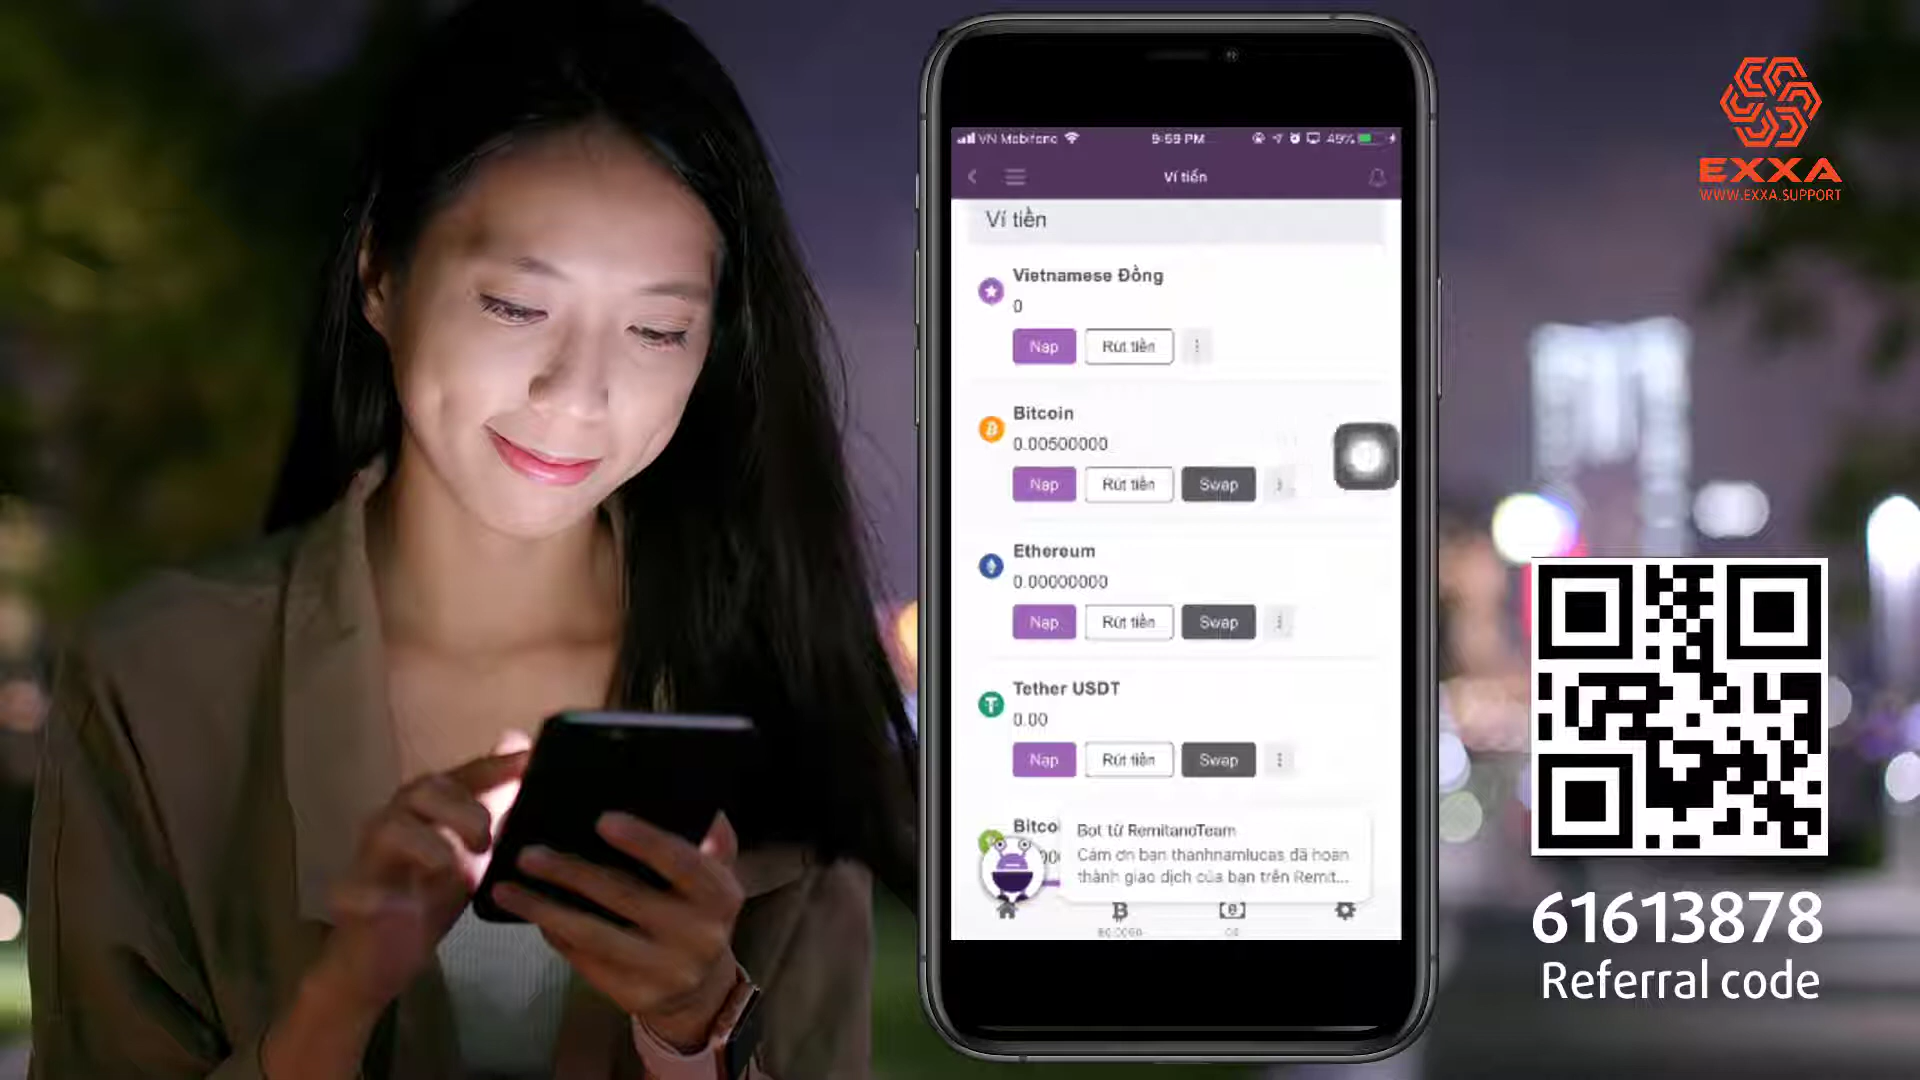 VN Mobifone
9:59 PM
49%
Ví tiền
Ví tiền
Vietnamese Đồng
0
Nạp
Rút tiền
Bitcoin
0.00500000
Nạp
Rút tiền
Swap
Ethereum
0.00000000
Nạp
Rút tiền
Swap
Tether USDT
0.00
Nạp
Rút tiền
Swap
Bitco
Bot từ RemitanoTeam
Cám ơn bạn thanhnamlucas đã hoàn
thành giao dịch của bạn trên Remit...
EXXA
WWW.EXXA.SUPPORT
61613878
Referral code